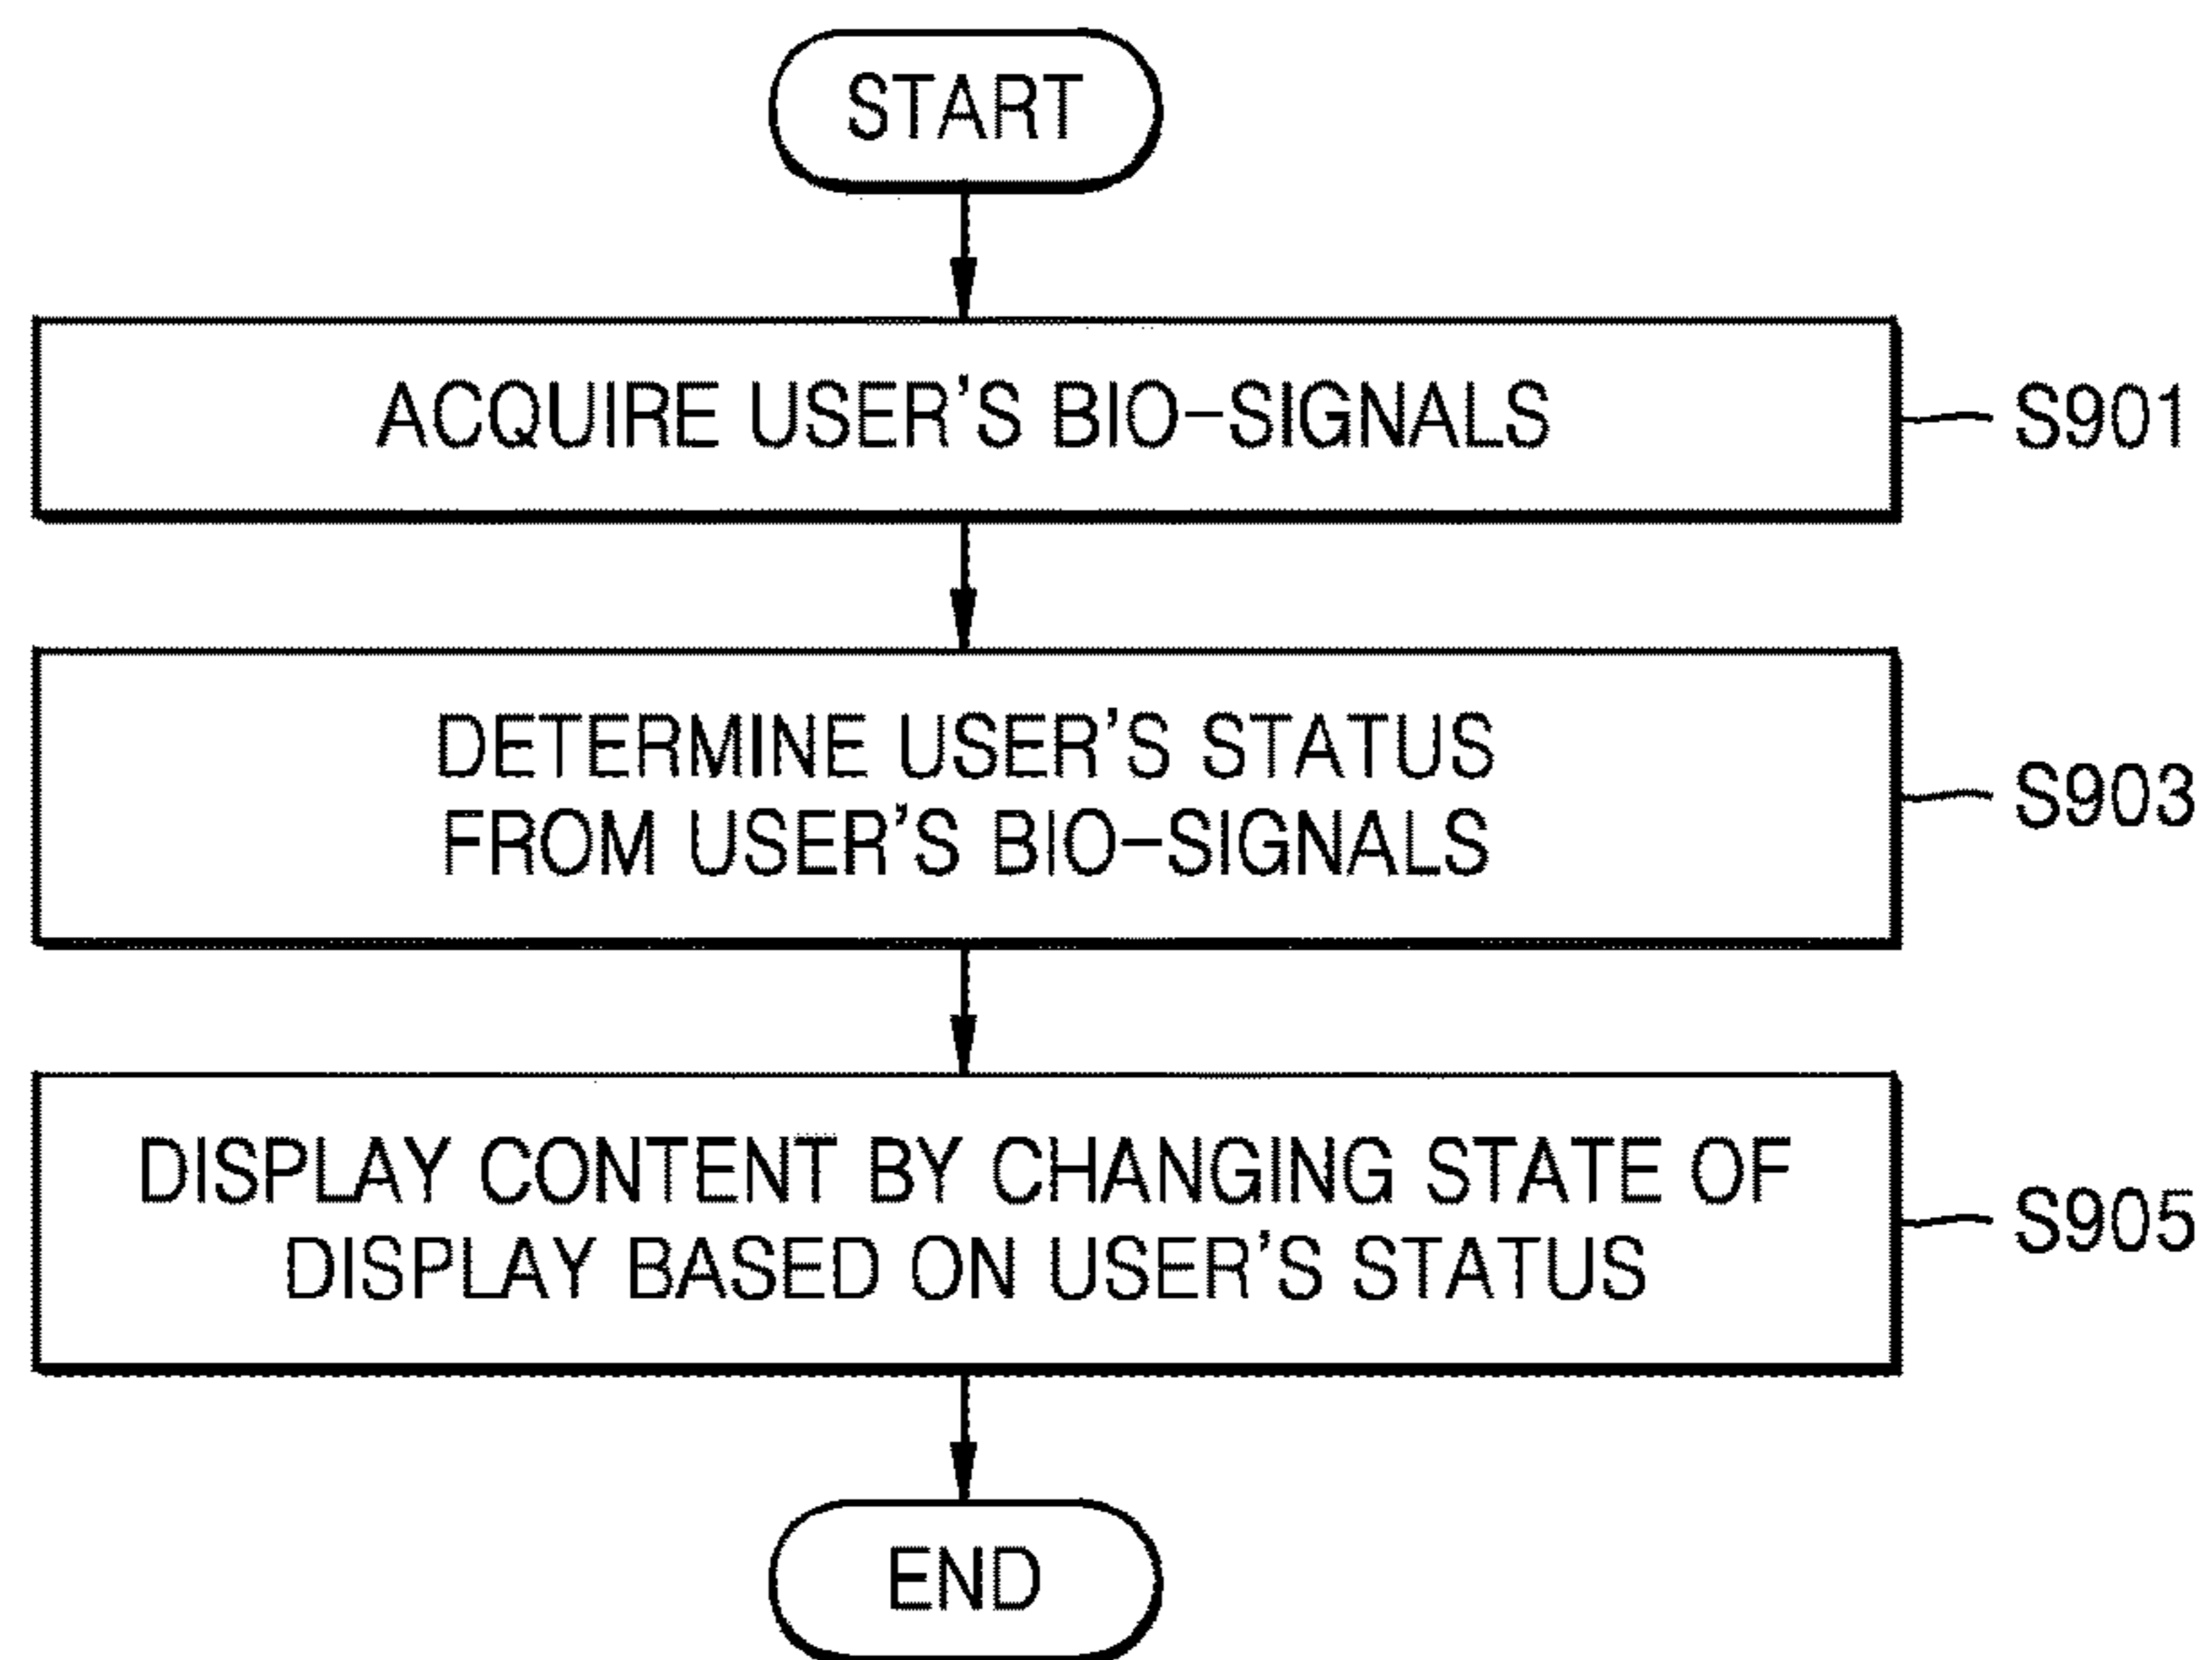 START
ACQUIRE USER'S BIO-SIGNALS
S901
DETERMINE USER'S STATUS
FROM USER'S BIO-SIGNALS
S903
DISPLAY CONTENT BY CHANGING STATE OF
DISPLAY BASED ON USER'S STATUS
S905
END